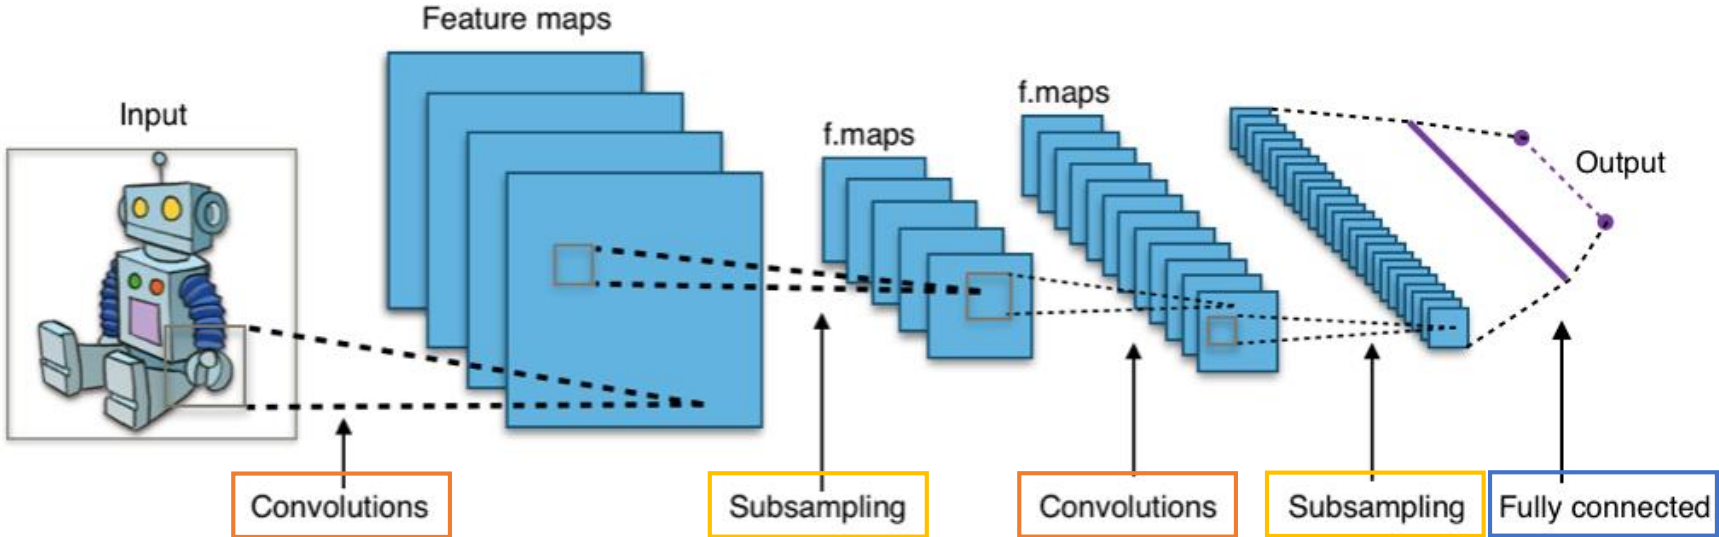 Feature maps
Input
f.maps
f.maps
Output
Convolutions
Subsampling
Convolutions
Subsampling
Fully connected